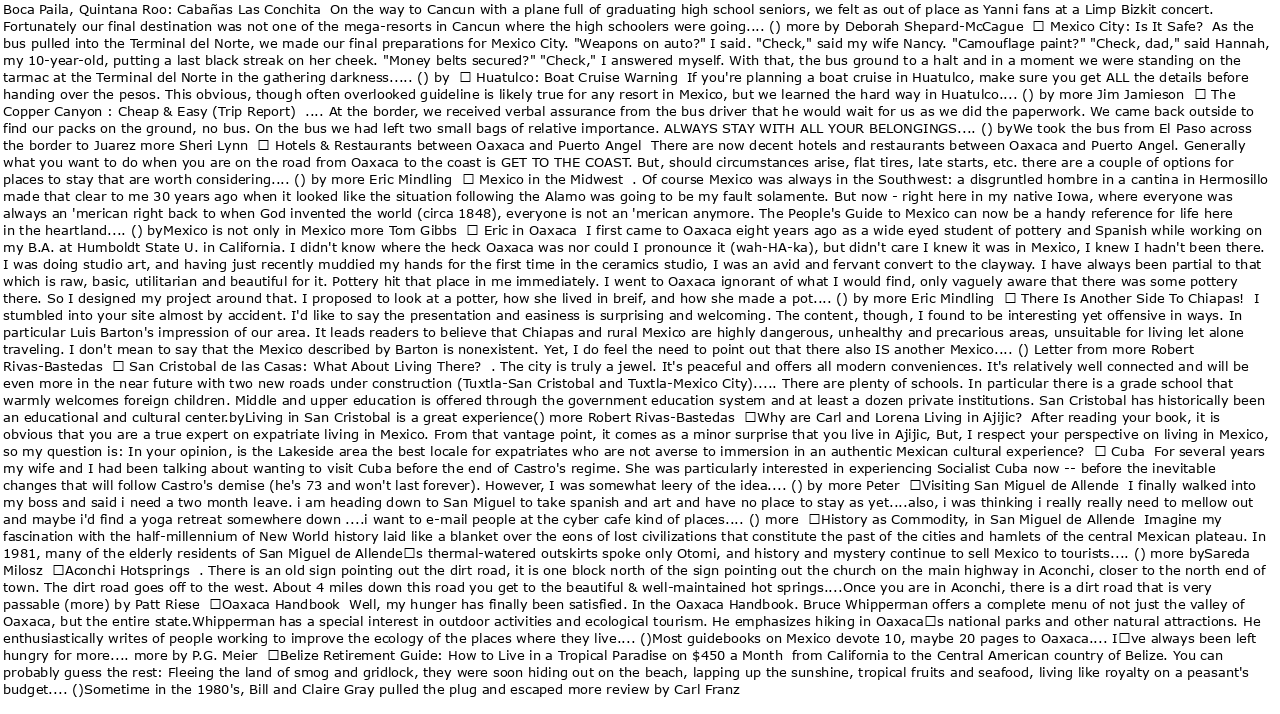 Boca Paila, Quintana Roo: Cabañas Las Conchita  On the way to Cancun with a plane full of graduating high school seniors, we felt as out of place as Yanni fans at a Limp Bizkit concert.
Fortunately our final destination was not one of the mega-resorts in Cancun where the high schoolers were going.... () more by Deborah Shepard-McCague  □ Mexico City: Is It Safe?  As the
bus pulled into the Terminal del Norte, we made our final preparations for Mexico City. "Weapons on auto?" I said. "Check," said my wife Nancy. "Camouflage paint?" "Check, dad," said Hannah,
my 10-year-old, putting a last black streak on her cheek. "Money belts secured?" "Check," I answered myself. With that, the bus ground to a halt and in a moment we were standing on the
tarmac at the Terminal del Norte in the gathering darkness..... () by  □ Huatulco: Boat Cruise Warning  If you're planning a boat cruise in Huatulco, make sure you get ALL the details before
handing over the pesos. This obvious, though often overlooked guideline is likely true for any resort in Mexico, but we learned the hard way in Huatulco.... () by more Jim Jamieson  □ The
Copper Canyon : Cheap & Easy (Trip Report)  .... At the border, we received verbal assurance from the bus driver that he would wait for us as we did the paperwork. We came back outside to
find our packs on the ground, no bus. On the bus we had left two small bags of relative importance. ALWAYS STAY WITH ALL YOUR BELONGINGS.... () byWe took the bus from El Paso across
the border to Juarez more Sheri Lynn  □ Hotels & Restaurants between Oaxaca and Puerto Angel  There are now decent hotels and restaurants between Oaxaca and Puerto Angel. Generally
what you want to do when you are on the road from Oaxaca to the coast is GET TO THE COAST. But, should circumstances arise, flat tires, late starts, etc. there are a couple of options for
places to stay that are worth considering.... () by more Eric Mindling  □ Mexico in the Midwest  . Of course Mexico was always in the Southwest: a disgruntled hombre in a cantina in Hermosillo
made that clear to me 30 years ago when it looked like the situation following the Alamo was going to be my fault solamente. But now - right here in my native Iowa, where everyone was
always an 'merican right back to when God invented the world (circa 1848), everyone is not an 'merican anymore. The People's Guide to Mexico can now be a handy reference for life here
in the heartland.... () byMexico is not only in Mexico more Tom Gibbs  □ Eric in Oaxaca  I first came to Oaxaca eight years ago as a wide eyed student of pottery and Spanish while working on
my B.A. at Humboldt State U. in California. I didn't know where the heck Oaxaca was nor could I pronounce it (wah-HA-ka), but didn't care I knew it was in Mexico, I knew I hadn't been there.
I was doing studio art, and having just recently muddied my hands for the first time in the ceramics studio, I was an avid and fervant convert to the clayway. I have always been partial to that
which is raw, basic, utilitarian and beautiful for it. Pottery hit that place in me immediately. I went to Oaxaca ignorant of what I would find, only vaguely aware that there was some pottery
there. So I designed my project around that. I proposed to look at a potter, how she lived in breif, and how she made a pot.... () by more Eric Mindling  □ There Is Another Side To Chiapas!  I
stumbled into your site almost by accident. I'd like to say the presentation and easiness is surprising and welcoming. The content, though, I found to be interesting yet offensive in ways. In
particular Luis Barton's impression of our area. It leads readers to believe that Chiapas and rural Mexico are highly dangerous, unhealthy and precarious areas, unsuitable for living let alone
traveling. I don't mean to say that the Mexico described by Barton is nonexistent. Yet, I do feel the need to point out that there also IS another Mexico.... () Letter from more Robert
Rivas-Bastedas  □ San Cristobal de las Casas: What About Living There?  . The city is truly a jewel. It's peaceful and offers all modern conveniences. It's relatively well connected and will be
even more in the near future with two new roads under construction (Tuxtla-San Cristobal and Tuxtla-Mexico City)..... There are plenty of schools. In particular there is a grade school that
warmly welcomes foreign children. Middle and upper education is offered through the government education system and at least a dozen private institutions. San Cristobal has historically been
an educational and cultural center.byLiving in San Cristobal is a great experience() more Robert Rivas-Bastedas  □Why are Carl and Lorena Living in Ajijic?  After reading your book, it is
obvious that you are a true expert on expatriate living in Mexico. From that vantage point, it comes as a minor surprise that you live in Ajijic, But, I respect your perspective on living in Mexico,
so my question is: In your opinion, is the Lakeside area the best locale for expatriates who are not averse to immersion in an authentic Mexican cultural experience?  □ Cuba  For several years
my wife and I had been talking about wanting to visit Cuba before the end of Castro's regime. She was particularly interested in experiencing Socialist Cuba now -- before the inevitable
changes that will follow Castro's demise (he's 73 and won't last forever). However, I was somewhat leery of the idea.... () by more Peter  □Visiting San Miguel de Allende  I finally walked into
my boss and said i need a two month leave. i am heading down to San Miguel to take spanish and art and have no place to stay as yet....also, i was thinking i really really need to mellow out
and maybe i'd find a yoga retreat somewhere down ....i want to e-mail people at the cyber cafe kind of places.... () more  □History as Commodity, in San Miguel de Allende  Imagine my
fascination with the half-millennium of New World history laid like a blanket over the eons of lost civilizations that constitute the past of the cities and hamlets of the central Mexican plateau. In
1981, many of the elderly residents of San Miguel de Allende□s thermal-watered outskirts spoke only Otomi, and history and mystery continue to sell Mexico to tourists.... () more bySareda
Milosz  □Aconchi Hotsprings  . There is an old sign pointing out the dirt road, it is one block north of the sign pointing out the church on the main highway in Aconchi, closer to the north end of
town. The dirt road goes off to the west. About 4 miles down this road you get to the beautiful & well-maintained hot springs....Once you are in Aconchi, there is a dirt road that is very
passable (more) by Patt Riese  □Oaxaca Handbook  Well, my hunger has finally been satisfied. In the Oaxaca Handbook. Bruce Whipperman offers a complete menu of not just the valley of
Oaxaca, but the entire state.Whipperman has a special interest in outdoor activities and ecological tourism. He emphasizes hiking in Oaxaca□s national parks and other natural attractions. He
enthusiastically writes of people working to improve the ecology of the places where they live.... ()Most guidebooks on Mexico devote 10, maybe 20 pages to Oaxaca.... I□ve always been left
hungry for more.... more by P.G. Meier  □Belize Retirement Guide: How to Live in a Tropical Paradise on $450 a Month  from California to the Central American country of Belize. You can
probably guess the rest: Fleeing the land of smog and gridlock, they were soon hiding out on the beach, lapping up the sunshine, tropical fruits and seafood, living like royalty on a peasant's
budget.... ()Sometime in the 1980's, Bill and Claire Gray pulled the plug and escaped more review by Carl Franz